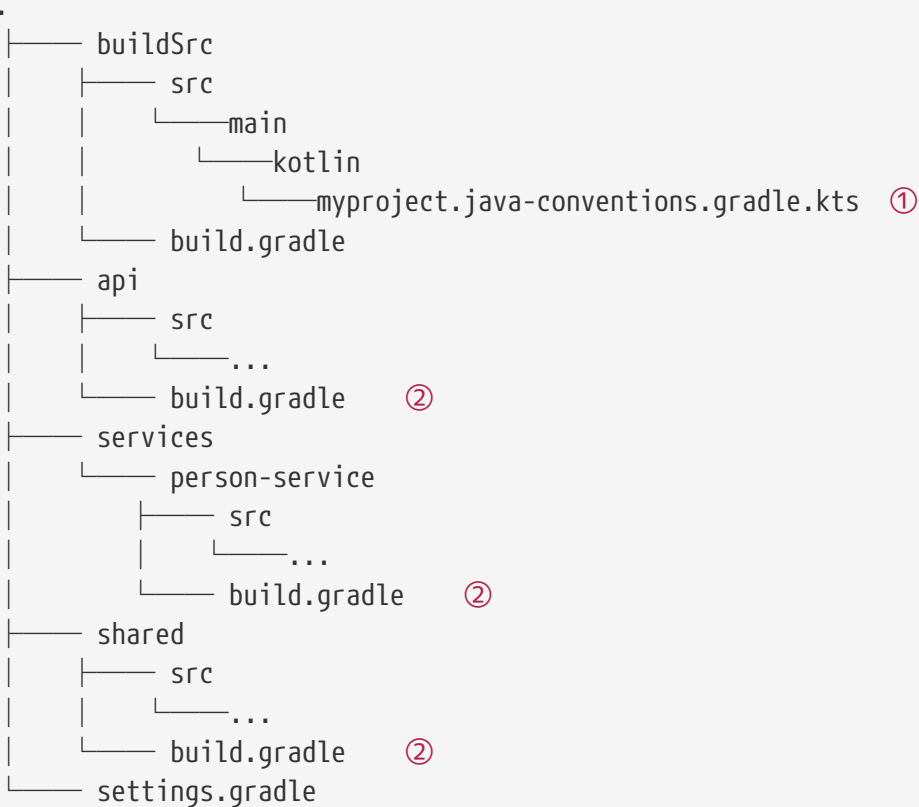 .
├── buildSrc
│   ├── src
│   │   └──main
│   │      └──kotlin
│   │         └──myproject.java-conventions.gradle.kts ①
│   └── build.gradle
├── api
│   ├── src
│   │   └──...
│   └── build.gradle ②
├── services
│   └── person-service
│       ├── src
│       │   └──...
│       └── build.gradle ②
├── shared
│   ├── src
│   │   └──...
│   └── build.gradle ②
└── settings.gradle